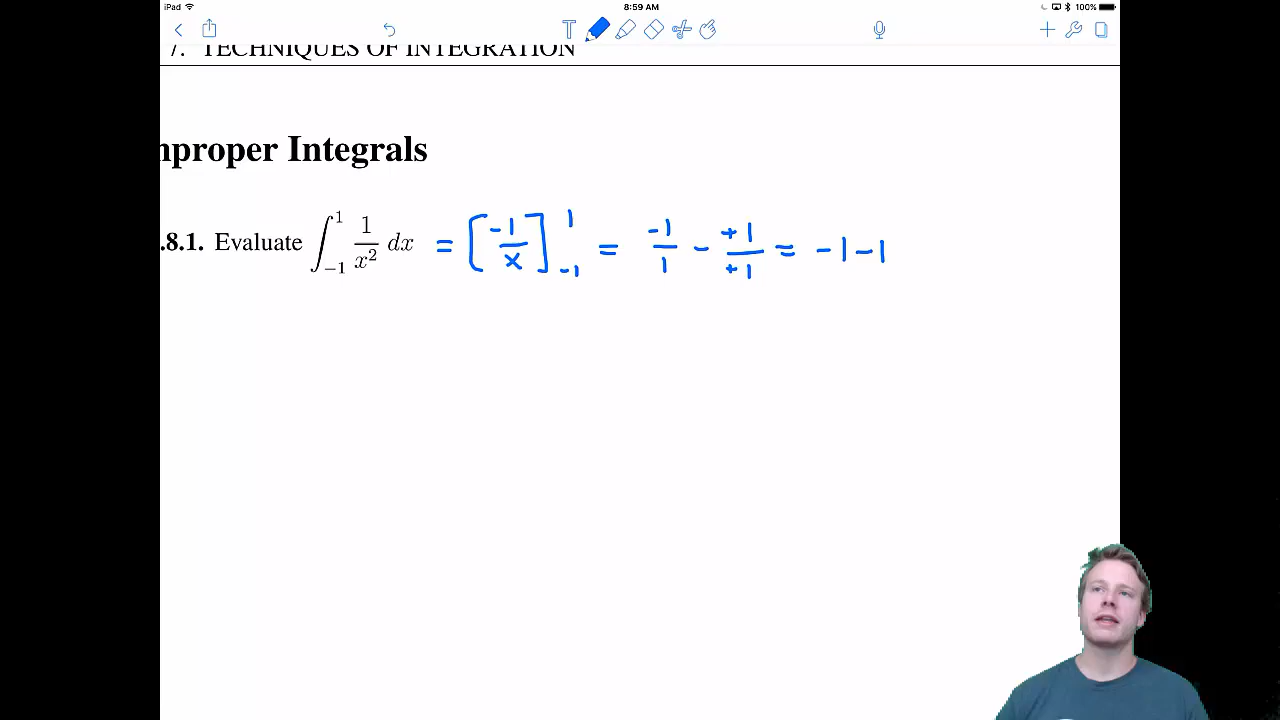 iPad 8:59 AM 100%
T
7. TECHNIQUES OF INTEGRATION
mproper Integrals
.8.1. Evaluate ∫_{-1}^{1} 1/x² dx = [-1/x]_{-1}^{1} = -1/1 - +1/+1 = -1-1